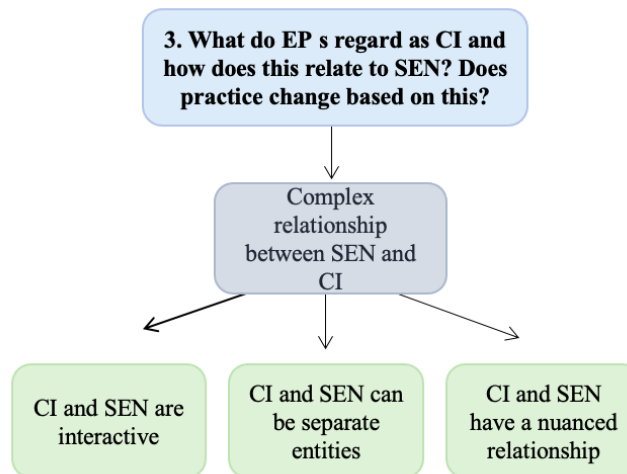 3. What do EP s regard as CI and
how does this relate to SEN? Does
practice change based on this?
Complex
relationship
between SEN and
CI
CI and SEN are
interactive
CI and SEN can
be separate
entities
CI and SEN
have a nuanced
relationship